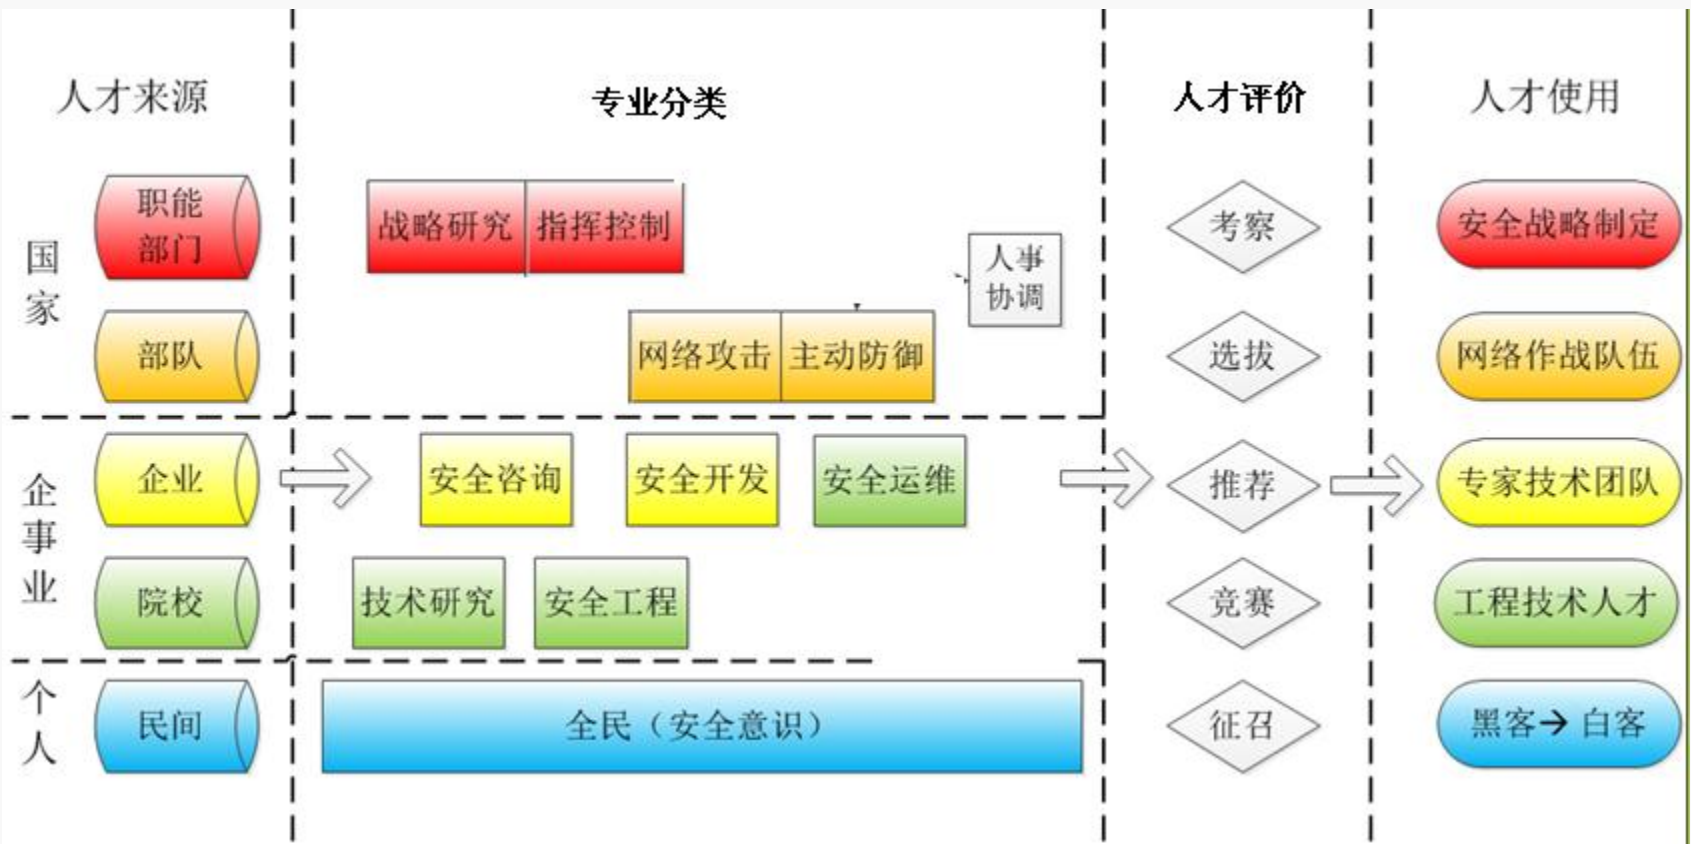 人才来源
专业分类
人才评价
人才使用
国家
职能
部门
战略研究
指挥控制
人事
协调
考察
安全战略制定
部队
网络攻击
主动防御
选拔
网络作战队伍
企事业
企业
安全咨询
安全开发
安全运维
推荐
专家技术团队
院校
技术研究
安全工程
竞赛
工程技术人才
个人
民间
全民（安全意识）
征召
黑客→ 白客